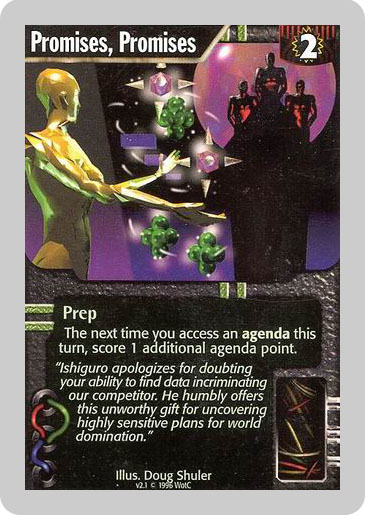 Promises, Promises
2
Prep
The next time you access an agenda this
turn, score 1 additional agenda point.
"Ishiguro apologizes for doubting
your ability to find data incriminating
our competitor. He humbly offers
this unworthy gift for uncovering
highly sensitive plans for world
domination."
Illus. Doug Shuler
v2.1 © 1996 WotC